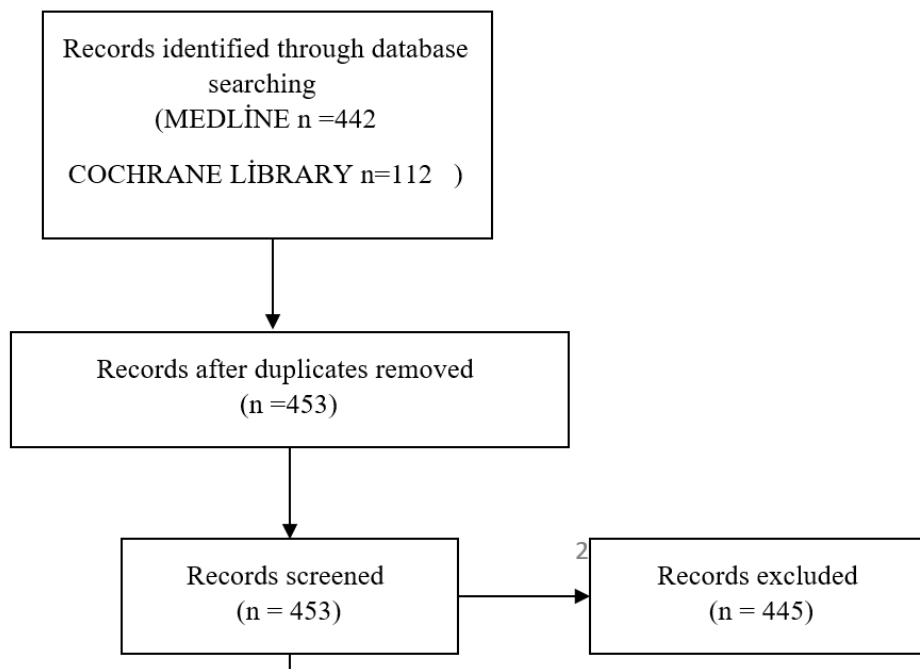 Records identified through database
searching
(MEDLİNE n =442
COCHRANE LİBRARY n=112   )
Records after duplicates removed
(n =453)
2
Records screened
(n = 453)
Records excluded
(n = 445)